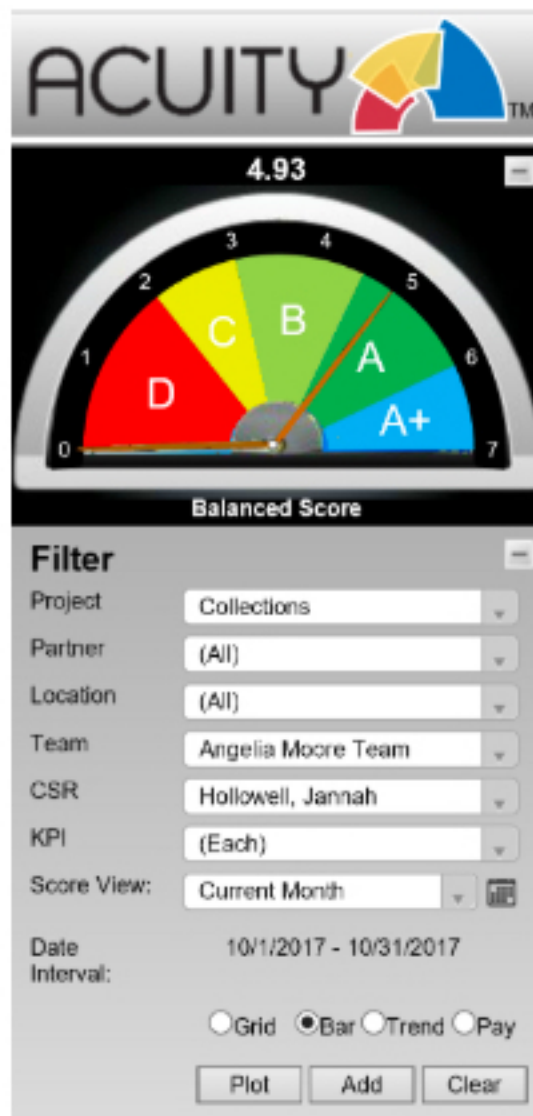 ACUITY TM
4.93
0 1 2 3 4 5 6 7
D C B A A+
Balanced Score
Filter
Project Collections
Partner (All)
Location (All)
Team Angelia Moore Team
CSR Hollowell, Jannah
KPI (Each)
Score View: Current Month
Date 10/1/2017 - 10/31/2017
Interval:
Grid Bar Trend Pay
Plot Add Clear